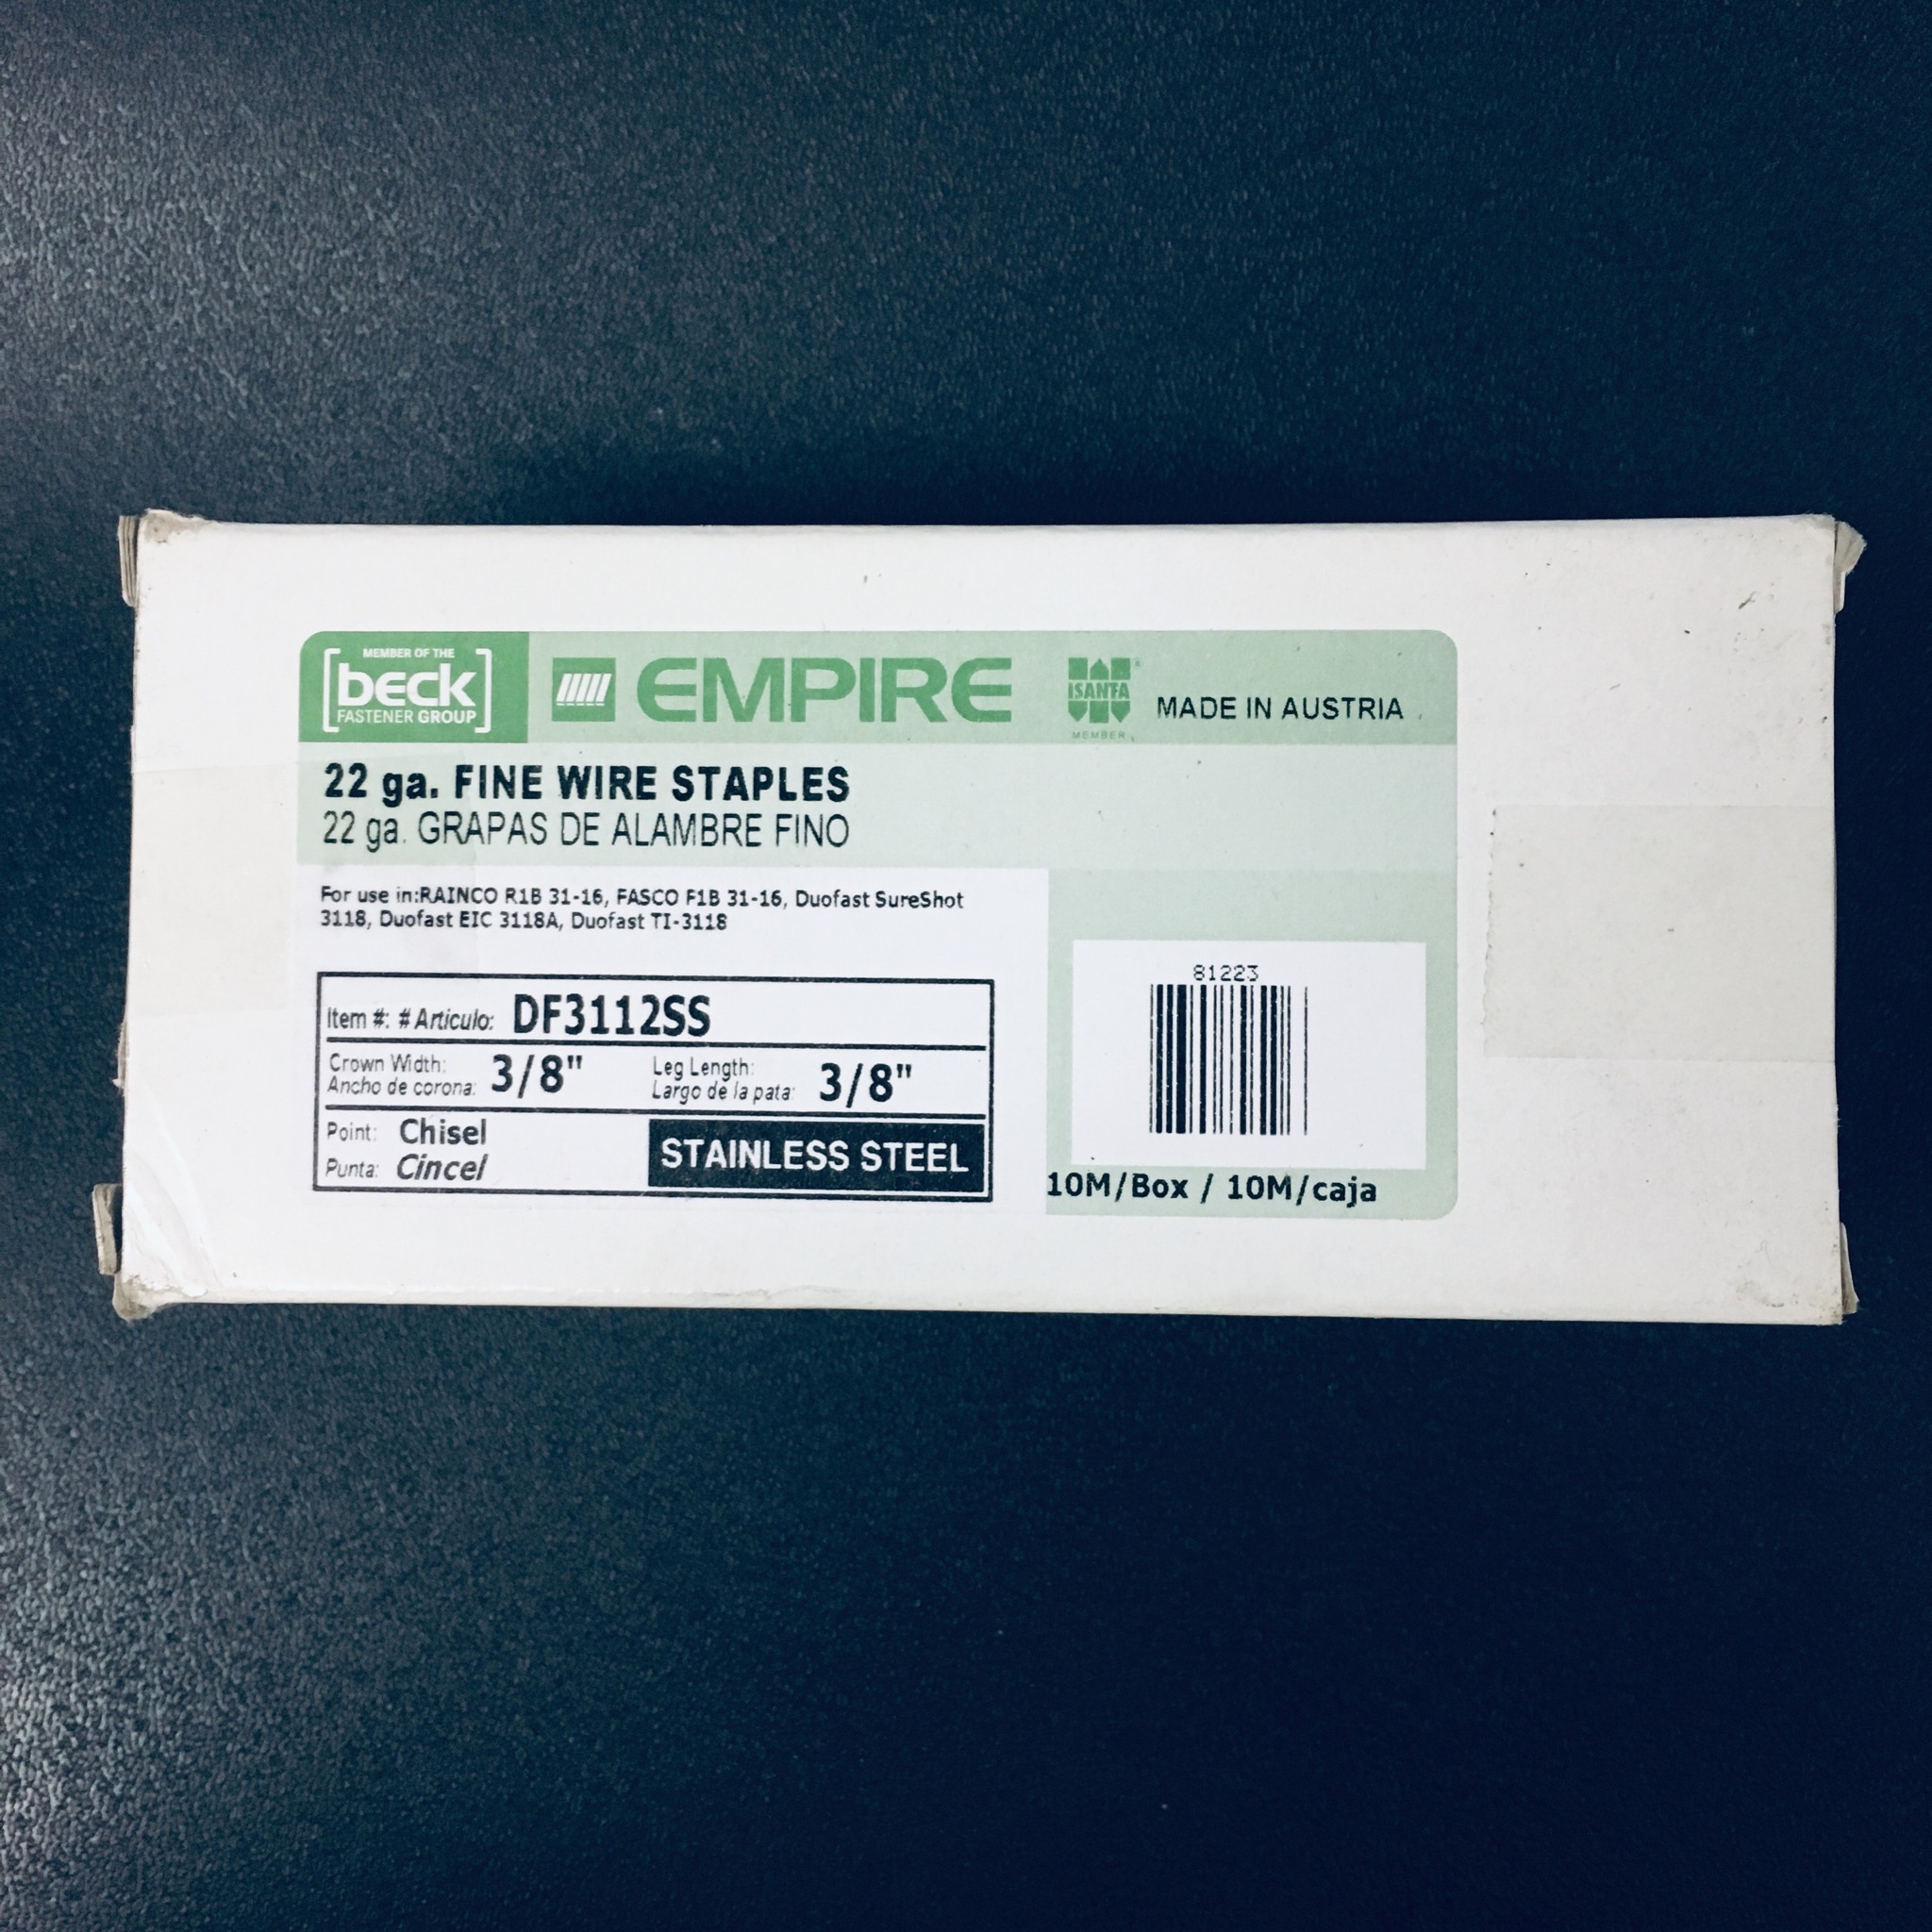 MEMBER OF THE
beck
FASTENER GROUP
EMPIRE
ISANTA®
MEMBER
MADE IN AUSTRIA
22 ga. FINE WIRE STAPLES
22 ga. GRAPAS DE ALAMBRE FINO
For use in:RAINCO R1B 31-16, FASCO F1B 31-16, Duofast SureShot
3118, Duofast EIC 3118A, Duofast TI-3118
Item #: # Articulo: DF3112SS
Crown Width: 3/8" Leg Length: 3/8"
Ancho de corona: Largo de la pata:
Point: Chisel
Punta: Cincel
STAINLESS STEEL
81223
10M/Box / 10M/caja